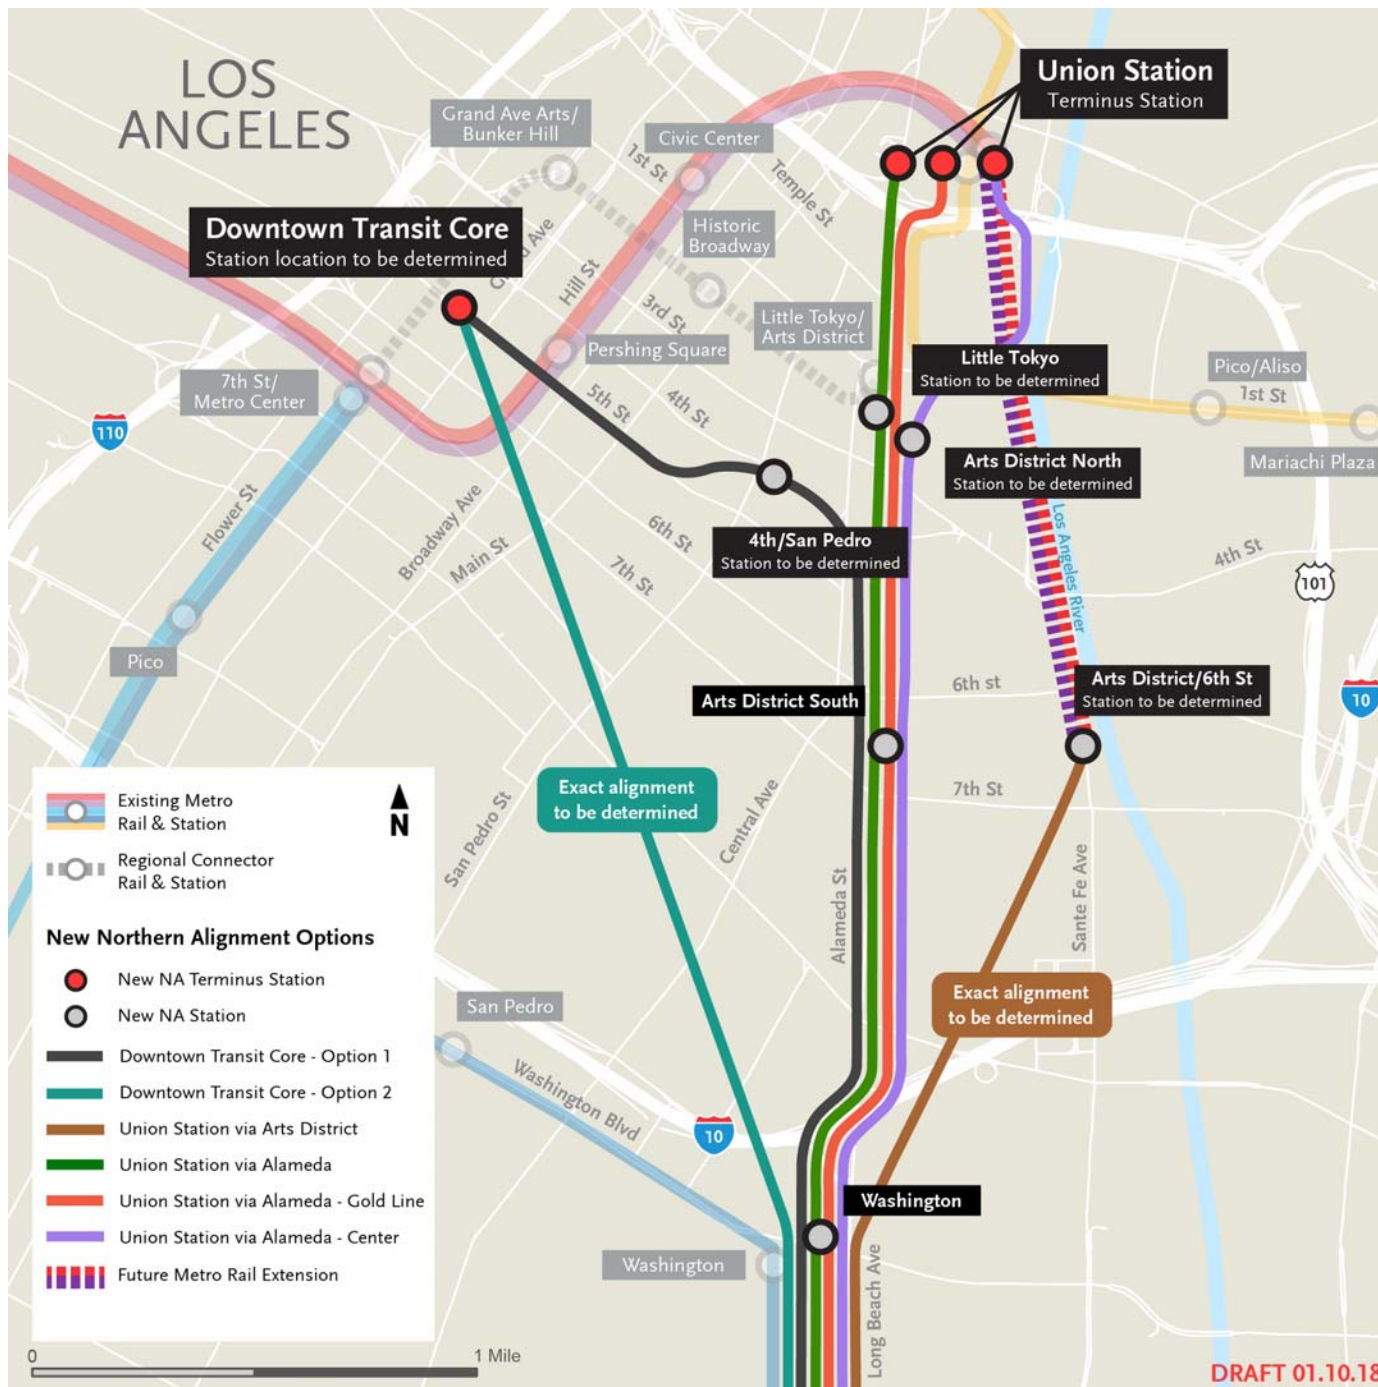 LOS
ANGELES
Union Station
Terminus Station
Grand Ave Arts/
Bunker Hill
Civic Center
1st St
Temple St
Downtown Transit Core
Station location to be determined
Historic
Broadway
Hill St
3rd St
Little Tokyo/
Arts District
Pershing Square
Little Tokyo
Station to be determined
Pico/Aliso
1st St
7th St/
Metro Center
5th St
4th St
110
Mariachi Plaza
Arts District North
Station to be determined
Flower St
Broadway Ave
Main St
6th St
7th St
4th/San Pedro
Station to be determined
Los Angeles River
4th St
101
Pico
Arts District South
6th st
Arts District/6th St
Station to be determined
10
Exact alignment
to be determined
7th St
San Pedro St
Central Ave
Alameda St
Sante Fe Ave
Existing Metro
Rail & Station
N
Regional Connector
Rail & Station
New Northern Alignment Options
New NA Terminus Station
New NA Station
Downtown Transit Core - Option 1
Downtown Transit Core - Option 2
Union Station via Arts District
Union Station via Alameda
Union Station via Alameda - Gold Line
Union Station via Alameda - Center
Future Metro Rail Extension
San Pedro
Exact alignment
to be determined
Washington Blvd
10
Washington
Washington
Long Beach Ave
0
1 Mile
DRAFT 01.10.18